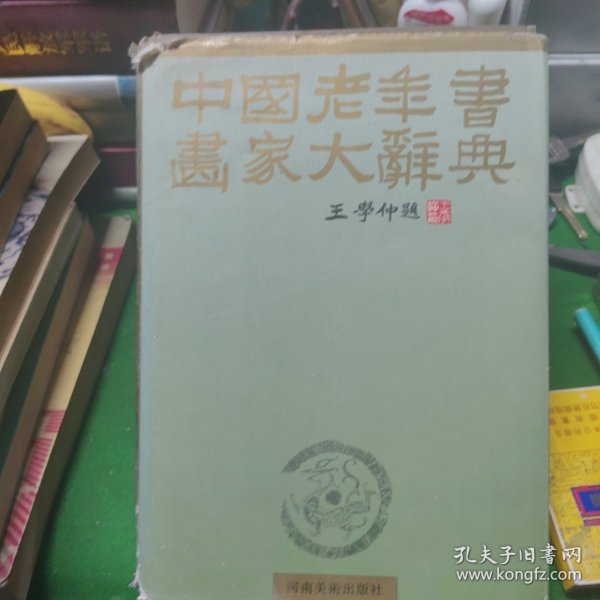 中國老年書
畫家大辭典
王學仲題
河南美術出版社
孔夫子旧书网
www.kongfz.com